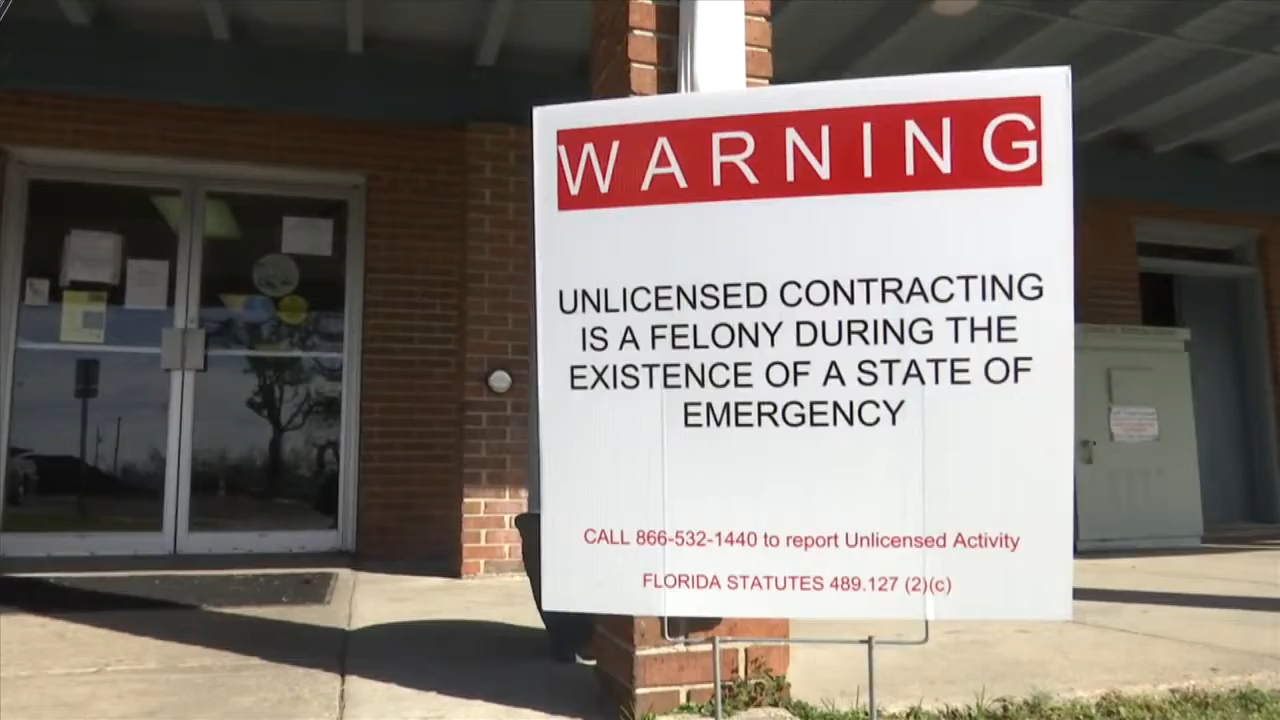 WARNING
UNLICENSED CONTRACTING
IS A FELONY DURING THE
EXISTENCE OF A STATE OF
EMERGENCY
CALL 866-532-1440 to report Unlicensed Activity
FLORIDA STATUTES 489.127 (2)(c)